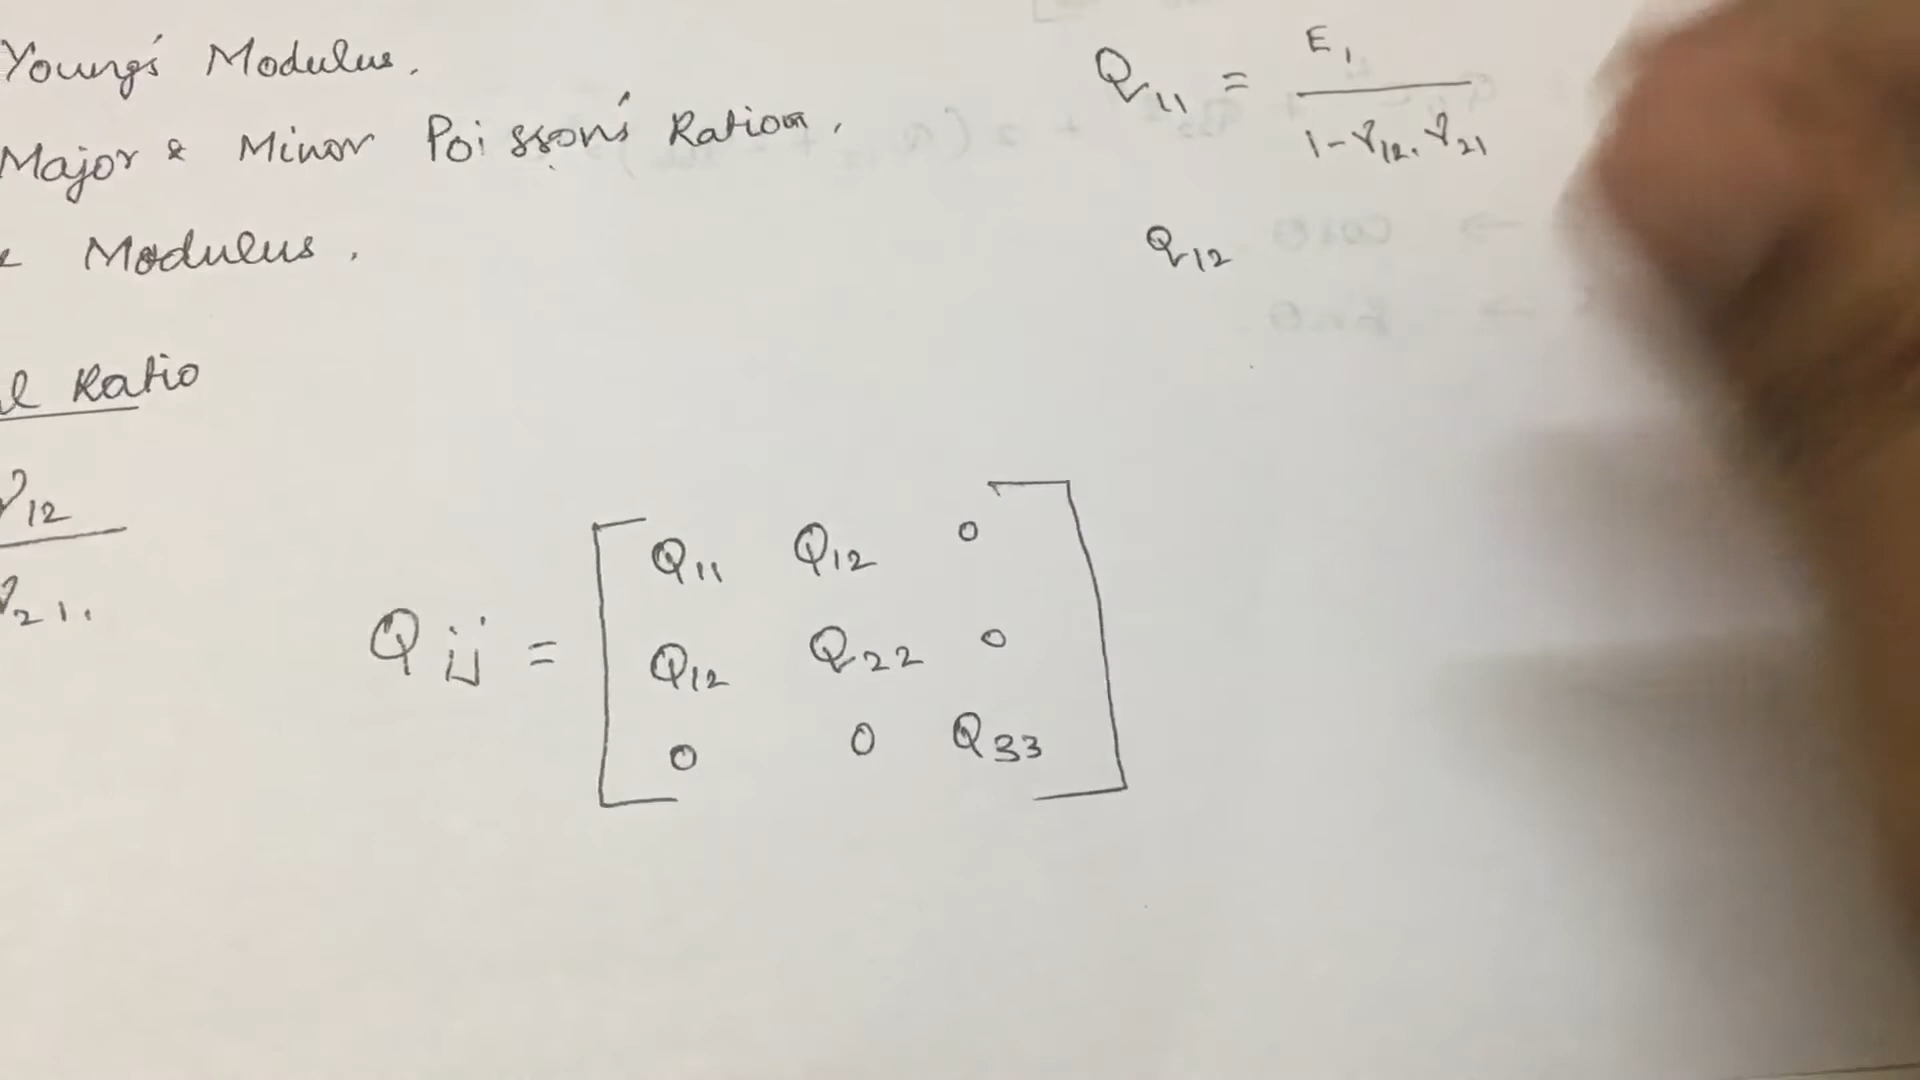 Young's Modulus.
Major & Minor Poisson's Ration.
Modulus.
Ratio
ν12
ν21.
Q11 = E1 / 1-ν12.ν21
Q12
Qij = [ Q11 Q12 0
Q12 Q22 0
0 0 Q33 ]